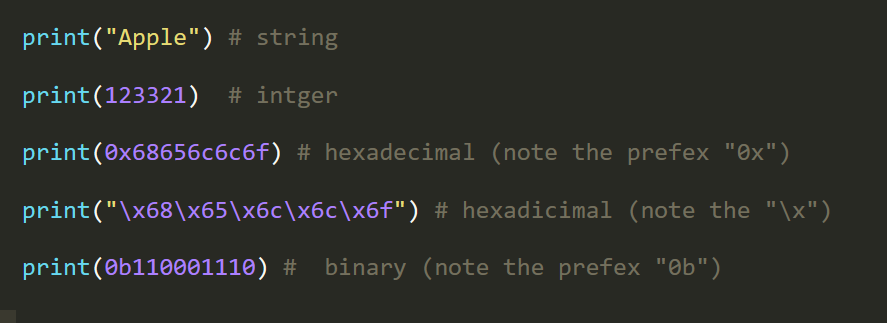 print("Apple") # string
print(123321)  # intger
print(0x68656c6c6f) # hexadecimal (note the prefex "0x")
print("\x68\x65\x6c\x6c\x6f") # hexadicimal (note the "\x")
print(0b110001110) #  binary (note the prefex "0b")